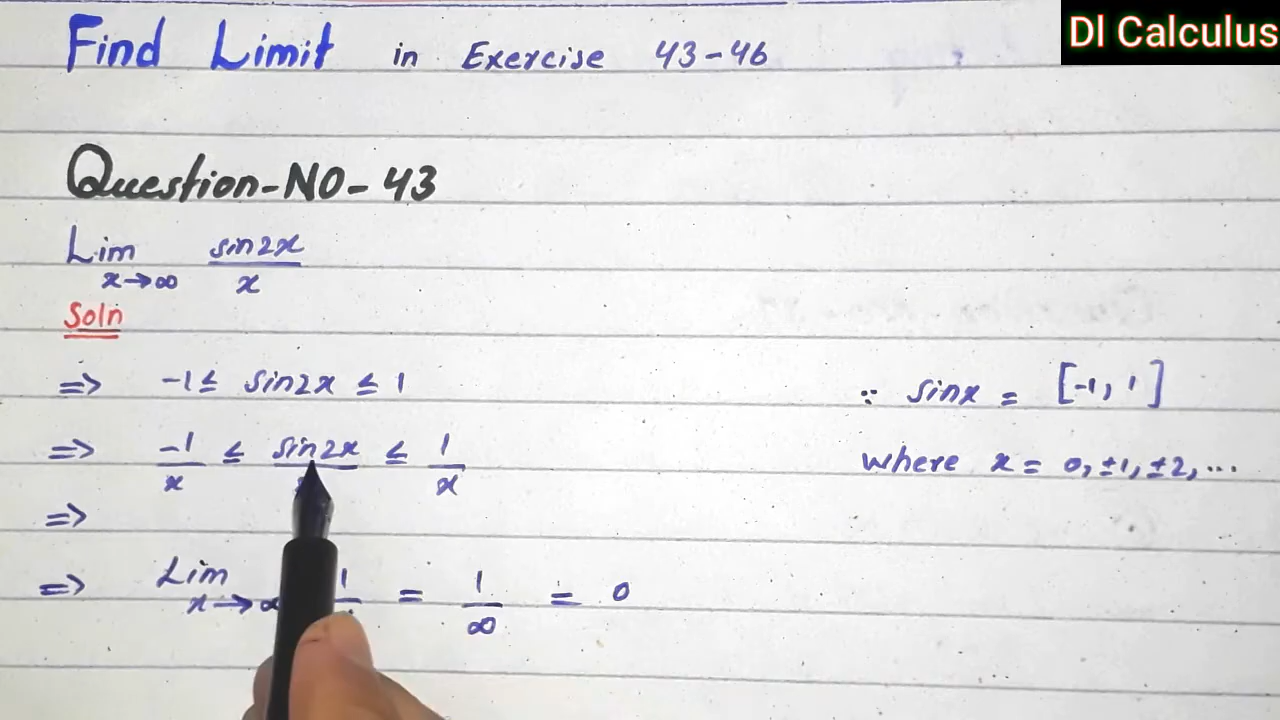 Find Limit in Exercise 43-46
DI Calculus
Question-NO-43
Lim x→∞ sin2x/x
Soln
⇒ -1 ≤ sin2x ≤ 1
∵ sinx = [-1, 1]
⇒ -1/x ≤ sin2x/ ≤ 1/x
where x = 0, ±1, ±2, ...
⇒
⇒ Lim x→∞ 1/ = 1/∞ = 0